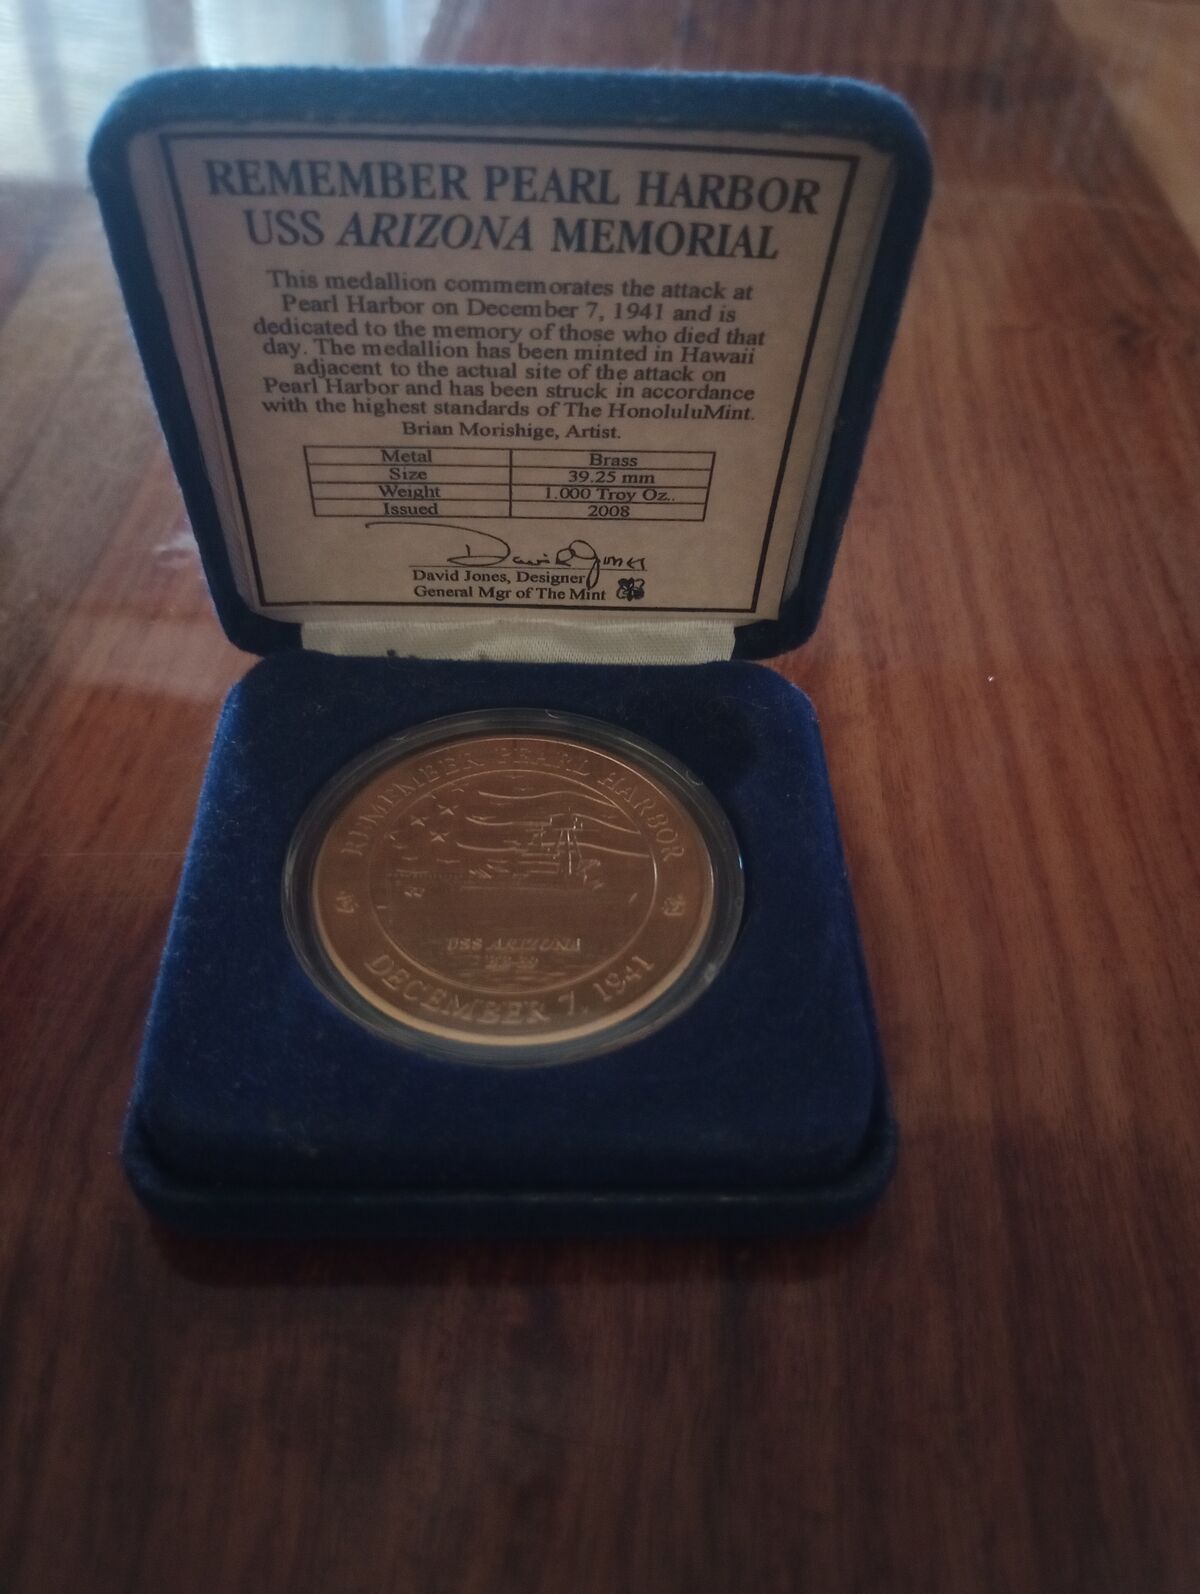 REMEMBER PEARL HARBOR
USS ARIZONA MEMORIAL
This medallion commemorates the attack at
Pearl Harbor on December 7, 1941 and is
dedicated to the memory of those who died that
day. The medallion has been minted in Hawaii
adjacent to the actual site of the attack on
Pearl Harbor and has been struck in accordance
with the highest standards of The HonoluluMint.
Brian Morishige, Artist.
Metal Brass
Size 39.25 mm
Weight 1.000 Troy Oz..
Issued 2008
David Jones
David Jones, Designer
General Mgr of The Mint
REMEMBER PEARL HARBOR
USS ARIZONA
DECEMBER 7, 1941